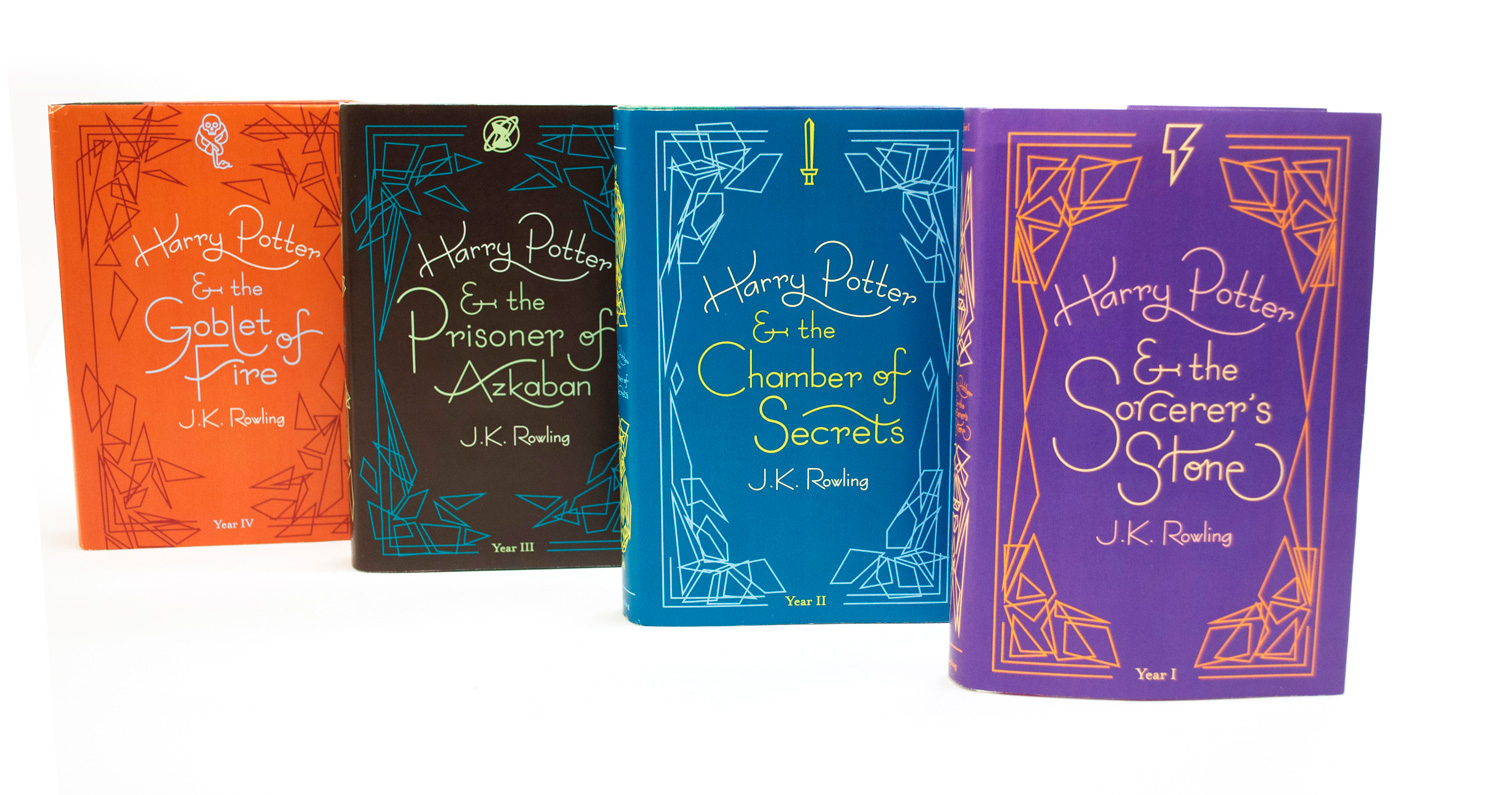 Harry Potter
& the
Goblet of
Fire
J.K. Rowling
Year IV
Harry Potter
& the
Prisoner of
Azkaban
J.K. Rowling
Year III
Harry Potter
& the
Chamber of
Secrets
J.K. Rowling
Year II
Harry Potter
& the
Sorcerer's
Stone
J.K. Rowling
Year I